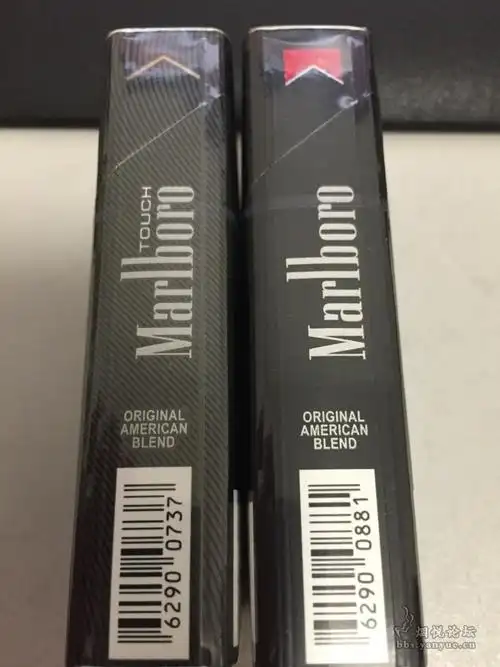 TOUCH
Marlboro
ORIGINAL
AMERICAN
BLEND
6290 0737
Marlboro
ORIGINAL
AMERICAN
BLEND
6290 0881
烟悦论坛
bbs.yanyue.cn